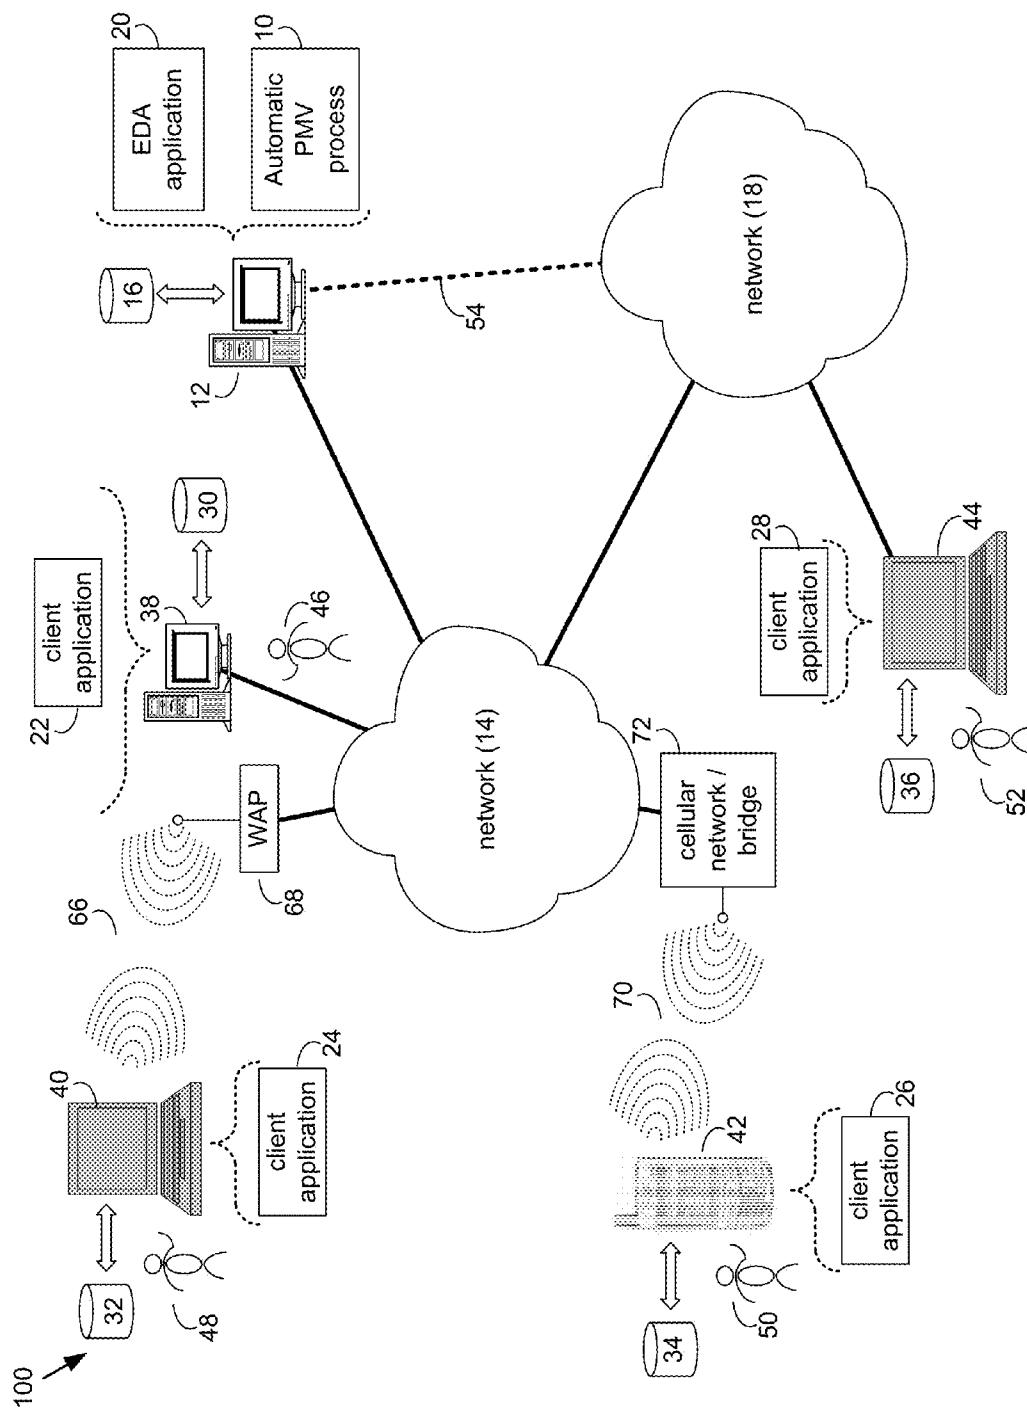 100
32
48
40
client
application
24
66
WAP
68
client
application
22
38
30
46
16
12
EDA
application
20
Automatic
PMV
process
10
54
network (14)
network (18)
34
50
42
client
application
26
70
cellular
network /
bridge
72
36
52
client
application
28
44